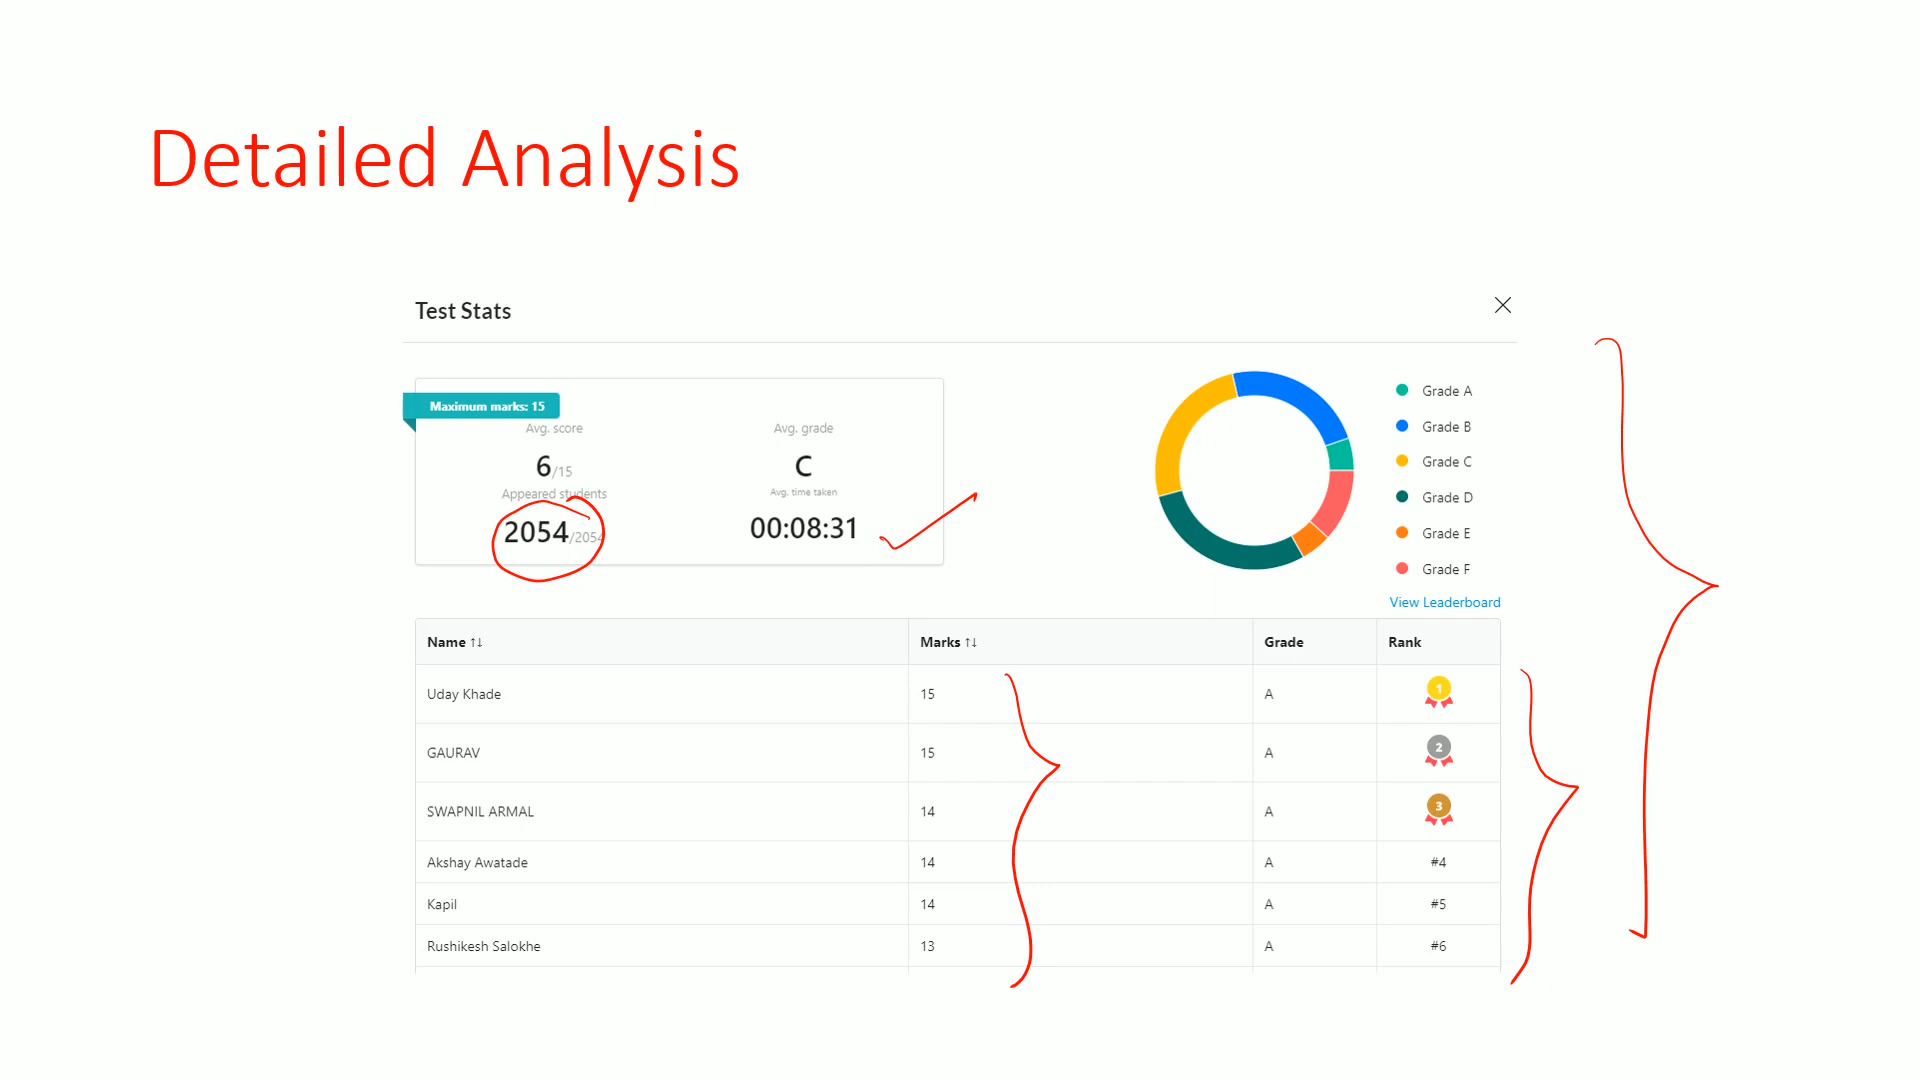 Detailed Analysis
Test Stats
Maximum marks: 15
Avg. score
Avg. grade
6/15
C
Appeared students
Avg. time taken
2054/2054
00:08:31
Grade A
Grade B
Grade C
Grade D
Grade E
Grade F
View Leaderboard
Name ↑↓ Marks ↑↓ Grade Rank
Uday Khade 15 A 1
GAURAV 15 A 2
SWAPNIL ARMAL 14 A 3
Akshay Awatade 14 A #4
Kapil 14 A #5
Rushikesh Salokhe 13 A #6